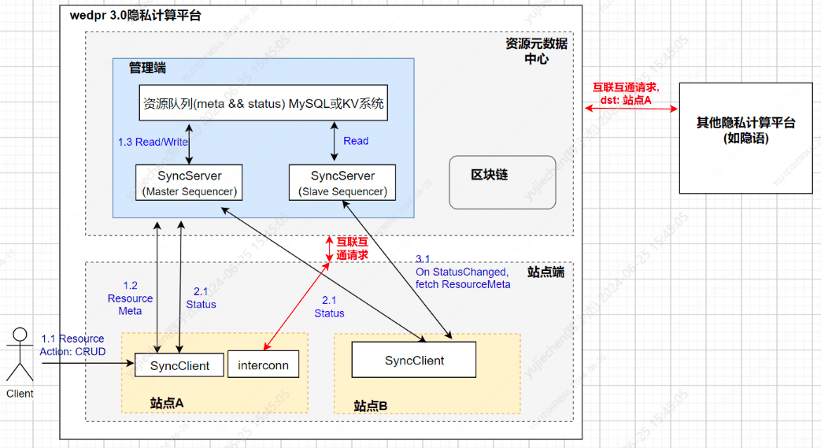 wedpr 3.0隐私计算平台
资源元数据
中心
管理端
资源队列(meta && status) MySQL或KV系统
1.3 Read/Write
Read
SyncServer
(Master Sequencer)
SyncServer
(Slave Sequencer)
区块链
互联互通请求,
dst: 站点A
其他隐私计算平台
(如隐语)
互联互
通请求
站点端
3.1
On StatusChanged,
fetch ResourceMeta
1.2
Resource
Meta
2.1
Status
2.1
Status
1.1 Resource
Action: CRUD
Client
SyncClient
interconn
站点A
SyncClient
站点B